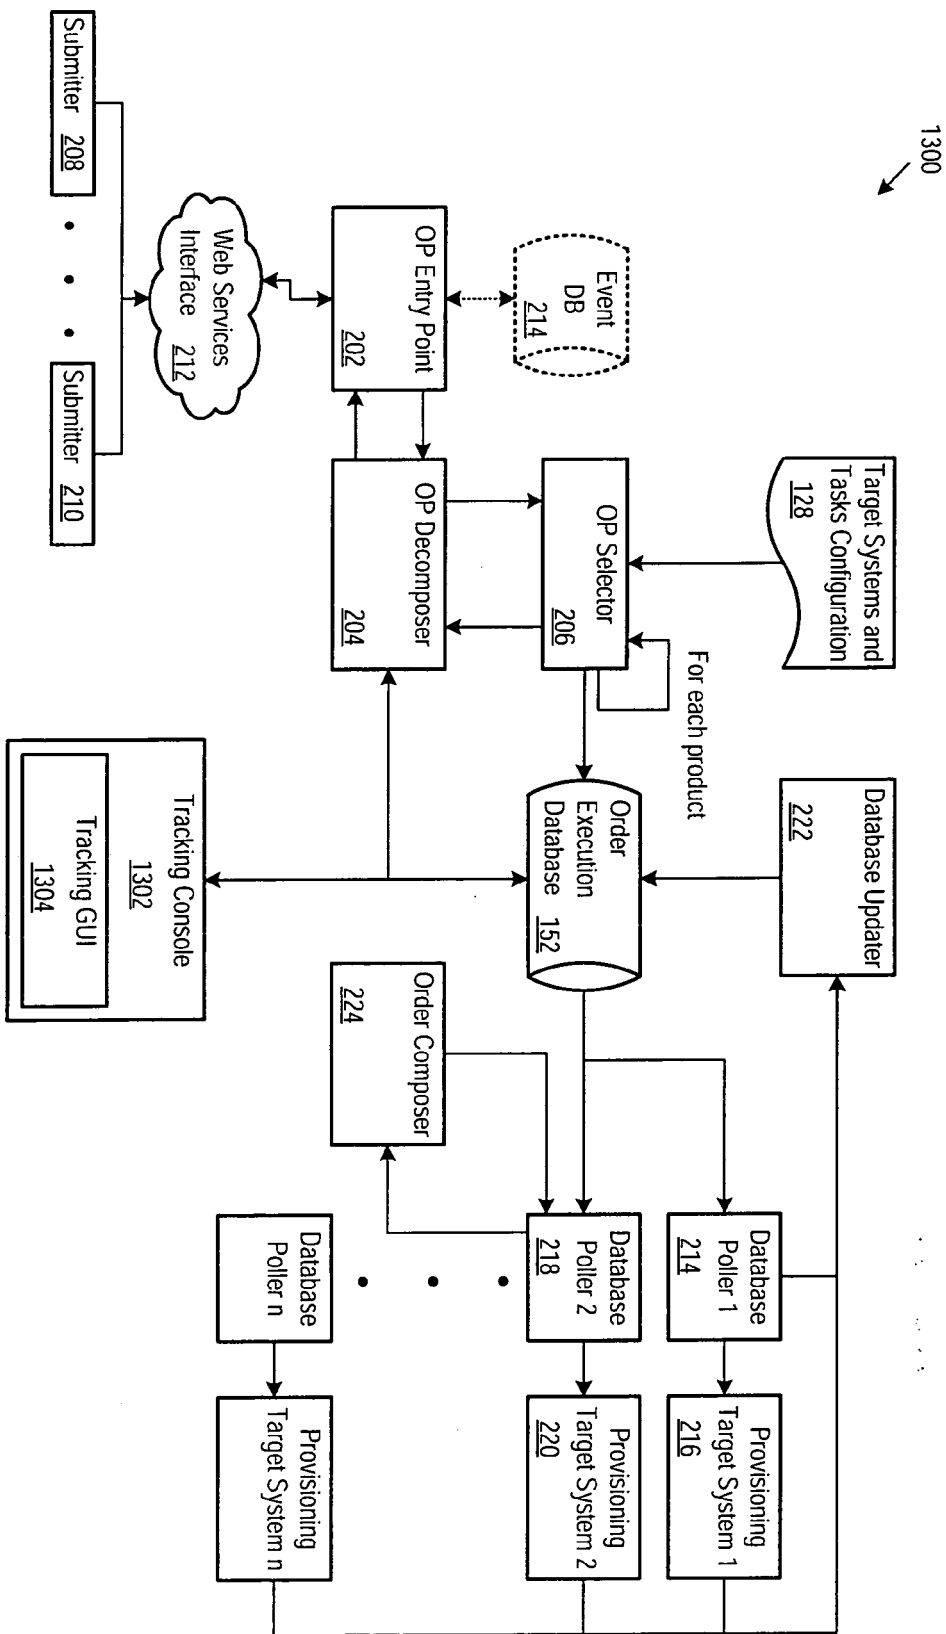 1300
Submitter 208
Submitter 210
Web Services
Interface
212
OP Entry Point
202
Event
DB
214
OP Decomposer
204
OP Selector
206
Target Systems and
Tasks Configuration
128
For each product
Order
Execution
Database 152
Database Updater
222
Tracking Console
1302
Tracking GUI
1304
Order Composer
224
Database
Poller 1
214
Database
Poller 2
218
Database
Poller n
Provisioning
Target System 1
216
Provisioning
Target System 2
220
Provisioning
Target System n